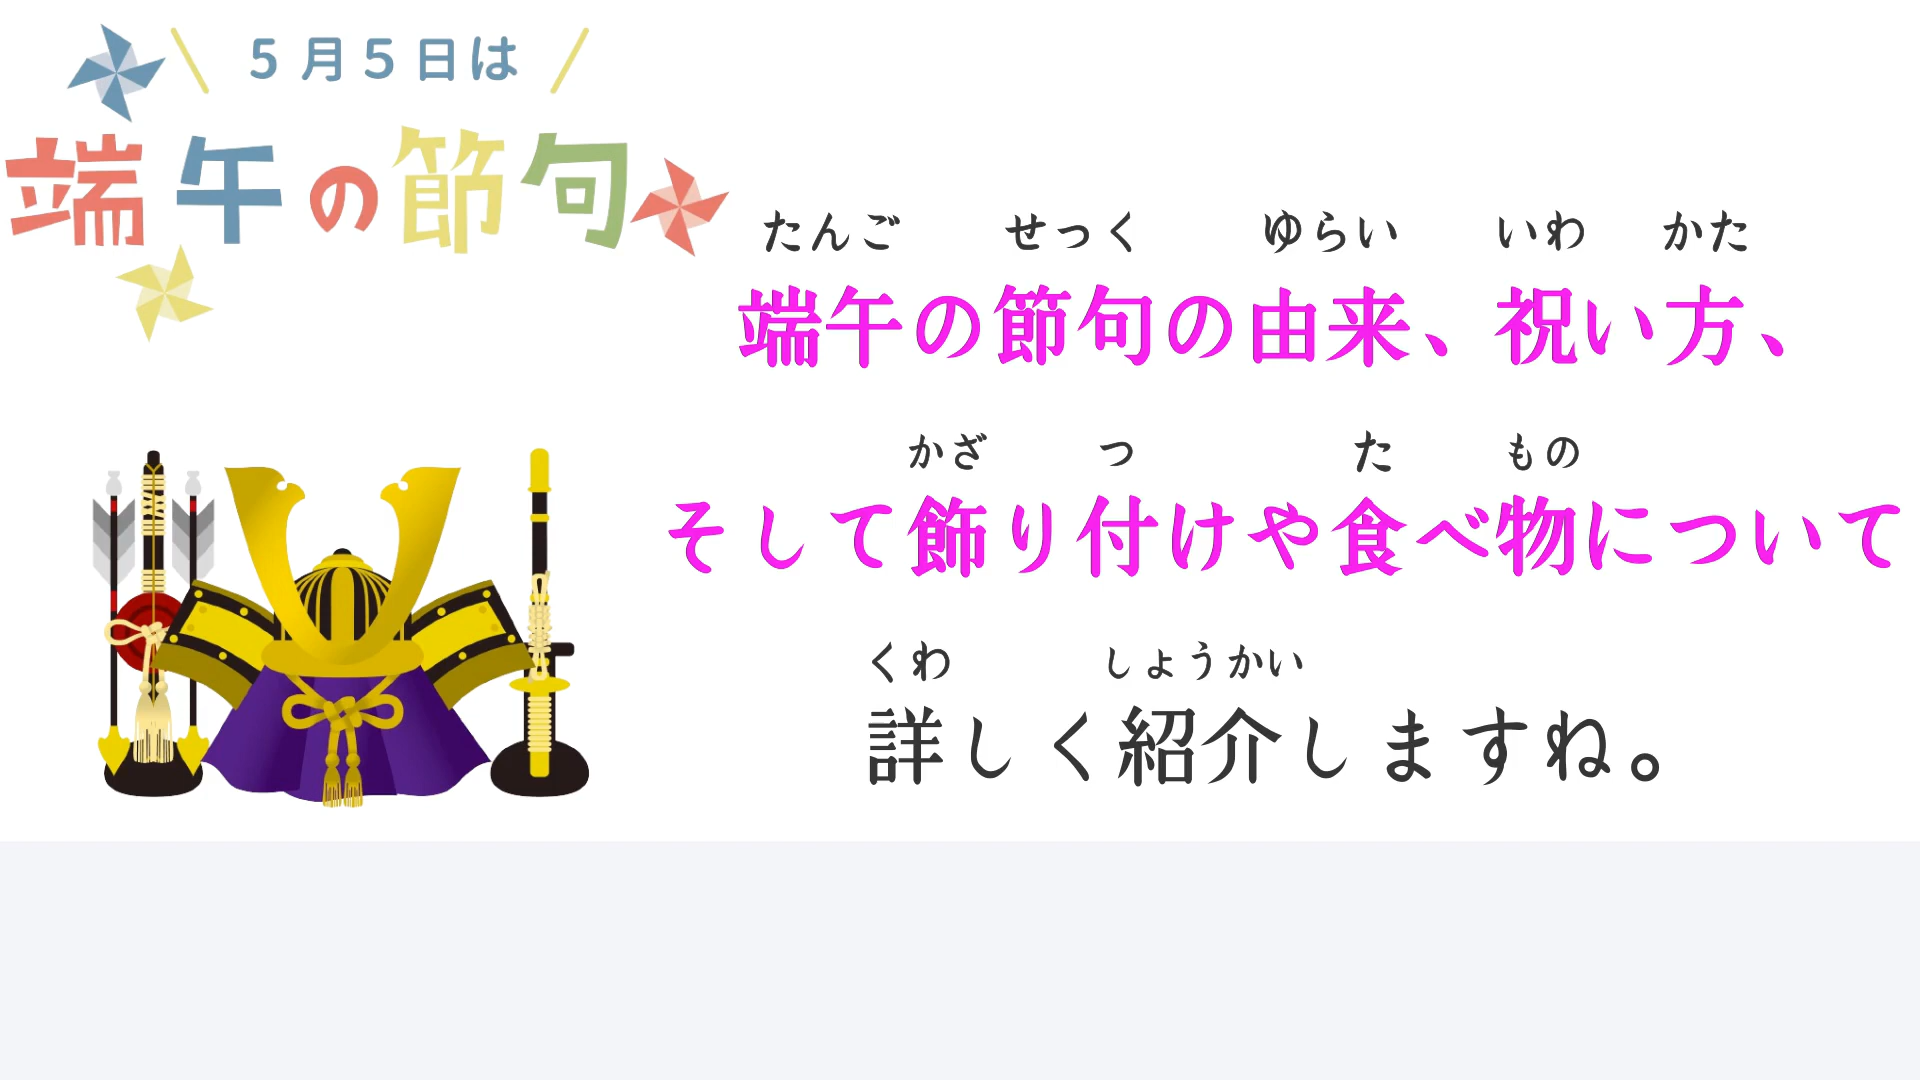 ５月５日は
端午の節句
たんご せっく ゆらい いわ かた
端午の節句の由来、祝い方、
かざ つ た もの
そして飾り付けや食べ物について
くわ しょうかい
詳しく紹介しますね。